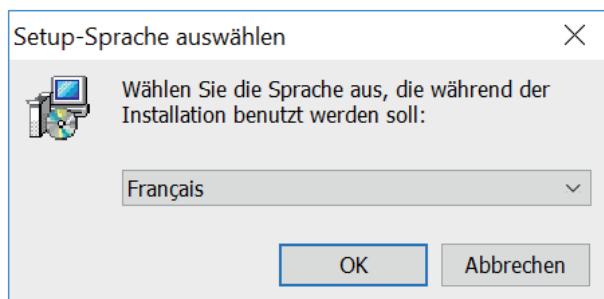 Setup-Sprache auswählen
Wählen Sie die Sprache aus, die während der
Installation benutzt werden soll:
Français
OK
Abbrechen